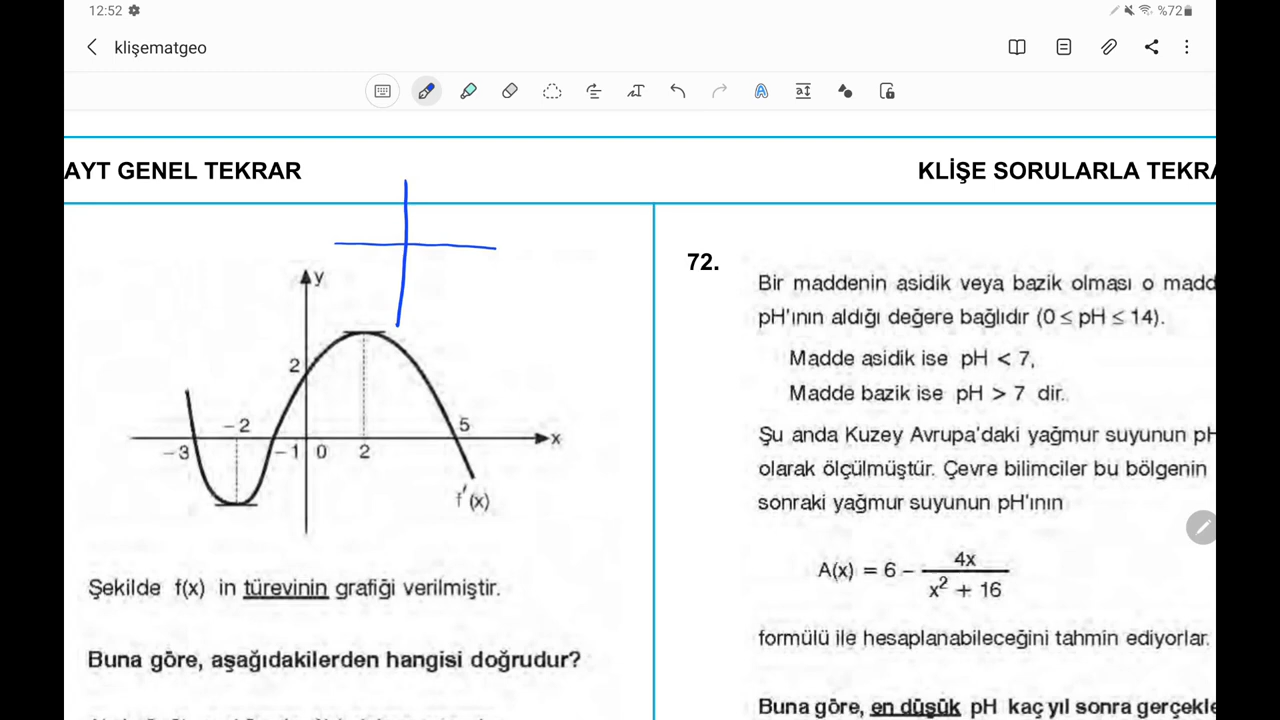 12:52
%72
klişematgeo
AYT GENEL TEKRAR
KLİŞE SORULARLA
y
2
-2
5
x
-3
-1
0
2
f'(x)
Şekilde f(x) in türevinin grafiği verilmiştir.
Buna göre, aşağıdakilerden hangisi doğrudur?
72.
Bir maddenin asidik veya bazik olması o
pH'ının aldığı değere bağlıdır (0 ≤ pH ≤ 14).
Madde asidik ise pH < 7,
Madde bazik ise pH > 7 dir.
Şu anda Kuzey Avrupa'daki yağmur suyunun
olarak ölçülmüştür. Çevre bilimciler bu bölgenin
sonraki yağmur suyunun pH'ının
A(x) = 6 - 4x / x² + 16
formülü ile hesaplanabileceğini tahmin ediyorlar.
Buna göre, en düşük pH kaç yıl sonra